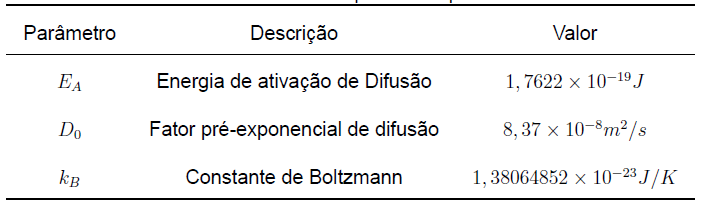 Parâmetro Descrição Valor
E_A Energia de ativação de Difusão 1,7622 × 10^{−19} J
D_0 Fator pré-exponencial de difusão 8,37 × 10^{−8} m^2/s
k_B Constante de Boltzmann 1,38064852 × 10^{−23} J/K